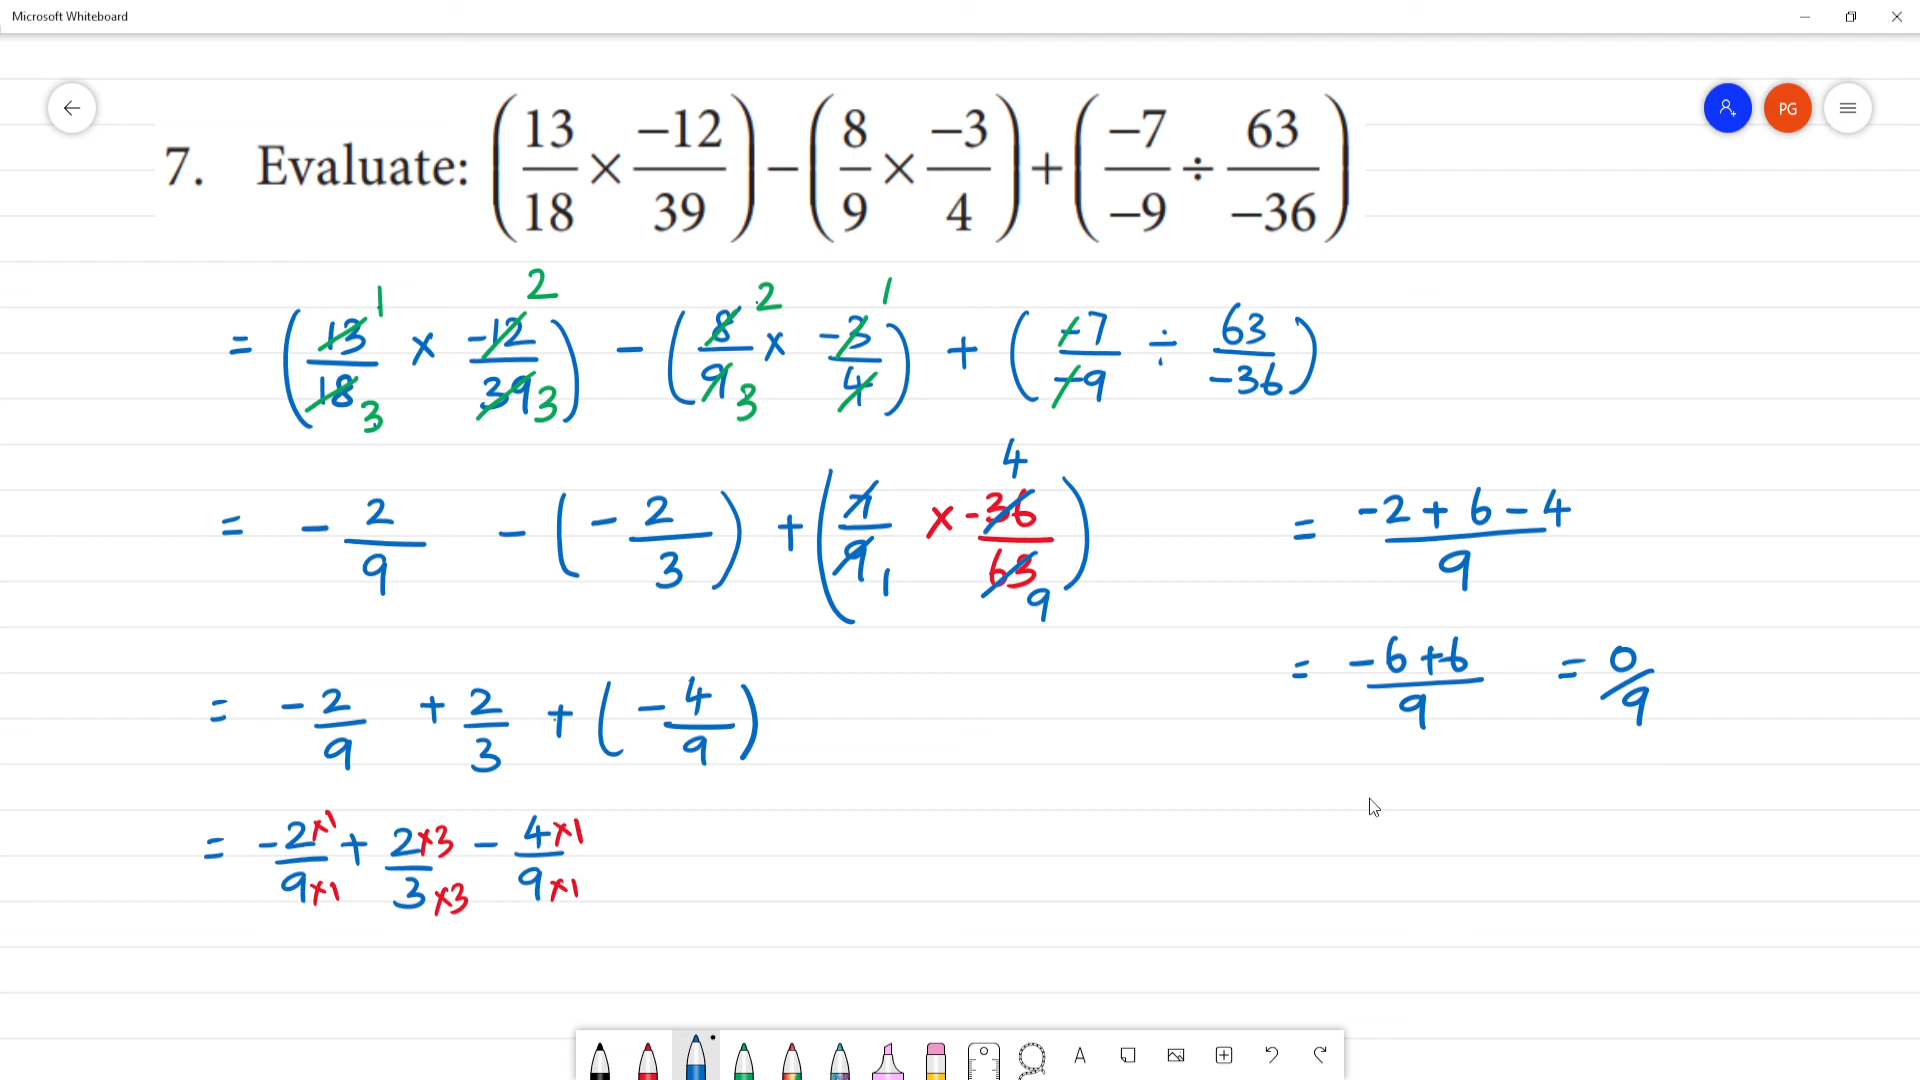 Microsoft Whiteboard
PG
7. Evaluate: (13/18 × −12/39) − (8/9 × −3/4) + (−7/−9 ÷ 63/−36)
1 2 2 1
= (13/18 × -12/39) - (8/9 × -3/4) + (-7/-9 ÷ 63/-36)
3 3 3
4
= - 2/9 - (- 2/3) + (7/9 × -36/63)
1 9
= - 2/9 + 2/3 + (- 4/9)
= -2×1/9×1 + 2×3/3×3 - 4×1/9×1
= -2 + 6 - 4/9
= -6 + 6/9 = 0/9
A